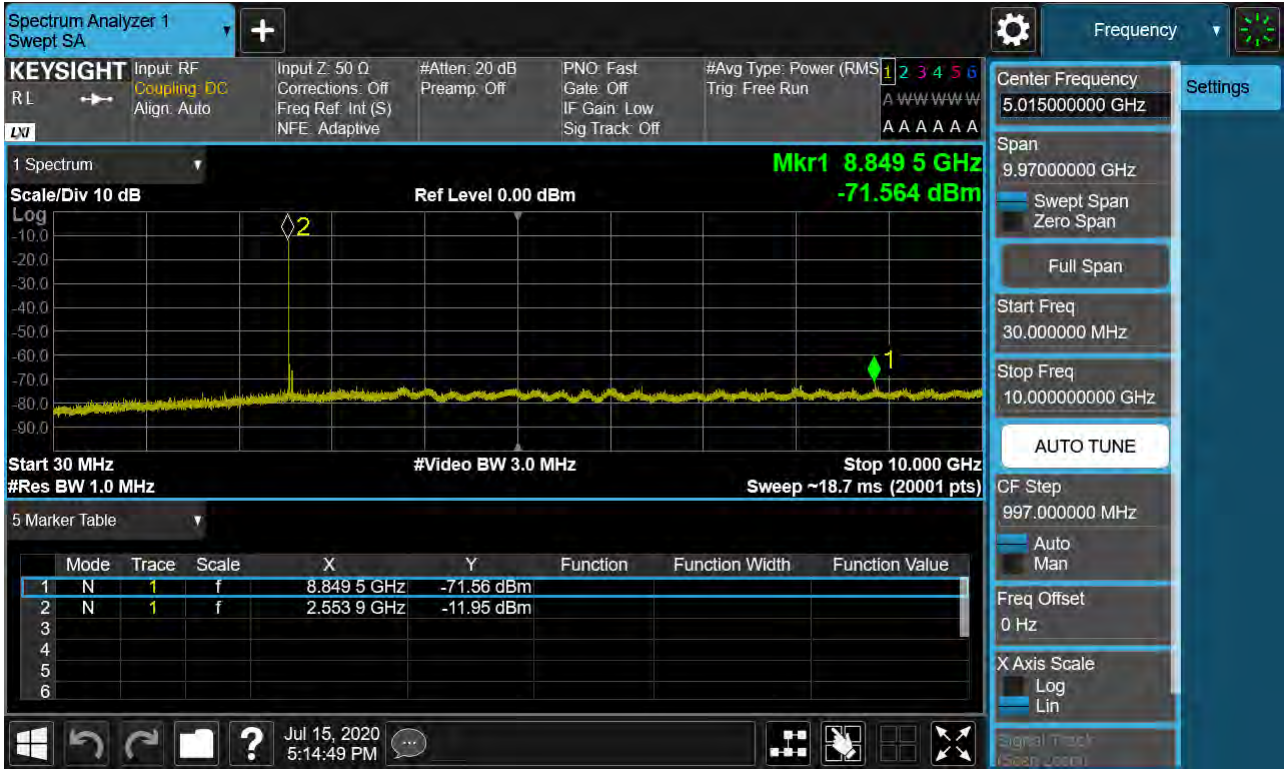 Spectrum Analyzer 1
Swept SA
+
Frequency
KEYSIGHT
R L
LXI
Input: RF
Coupling: DC
Align: Auto
Input Z: 50 Ω
Corrections: Off
Freq Ref: Int (S)
NFE: Adaptive
#Atten: 20 dB
Preamp: Off
PNO: Fast
Gate: Off
IF Gain: Low
Sig Track: Off
#Avg Type: Power (RMS
Trig: Free Run
1 2 3 4 5 6
A W W W W W
A A A A A A
1 Spectrum
Scale/Div 10 dB
Ref Level 0.00 dBm
Mkr1 8.849 5 GHz
-71.564 dBm
Log
-10.0
-20.0
-30.0
-40.0
-50.0
-60.0
-70.0
-80.0
-90.0
2
1
Start 30 MHz
#Video BW 3.0 MHz
Stop 10.000 GHz
#Res BW 1.0 MHz
Sweep ~18.7 ms (20001 pts)
5 Marker Table
Mode Trace Scale X Y Function Function Width Function Value
1 N 1 f 8.849 5 GHz -71.56 dBm
2 N 1 f 2.553 9 GHz -11.95 dBm
3
4
5
6
?
Jul 15, 2020
5:14:49 PM
Center Frequency
5.015000000 GHz
Settings
Span
9.97000000 GHz
Swept Span
Zero Span
Full Span
Start Freq
30.000000 MHz
Stop Freq
10.000000000 GHz
AUTO TUNE
CF Step
997.000000 MHz
Auto
Man
Freq Offset
0 Hz
X Axis Scale
Log
Lin
Signal Track
(Span Zoom)